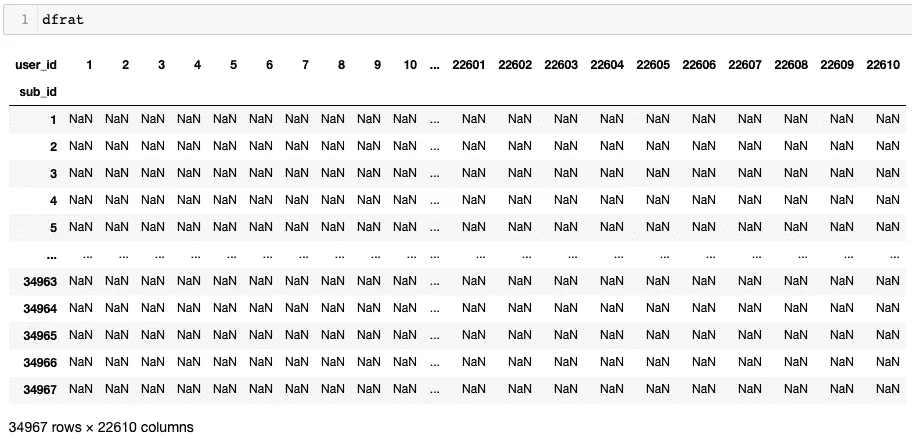 1 dfrat
user_id 1 2 3 4 5 6 7 8 9 10 ... 22601 22602 22603 22604 22605 22606 22607 22608 22609 22610
sub_id
1 NaN NaN NaN NaN NaN NaN NaN NaN NaN NaN ... NaN NaN NaN NaN NaN NaN NaN NaN NaN NaN
2 NaN NaN NaN NaN NaN NaN NaN NaN NaN NaN ... NaN NaN NaN NaN NaN NaN NaN NaN NaN NaN
3 NaN NaN NaN NaN NaN NaN NaN NaN NaN NaN ... NaN NaN NaN NaN NaN NaN NaN NaN NaN NaN
4 NaN NaN NaN NaN NaN NaN NaN NaN NaN NaN ... NaN NaN NaN NaN NaN NaN NaN NaN NaN NaN
5 NaN NaN NaN NaN NaN NaN NaN NaN NaN NaN ... NaN NaN NaN NaN NaN NaN NaN NaN NaN NaN
... ... ... ... ... ... ... ... ... ... ... ... ... ... ... ... ... ... ... ... ... ...
34963 NaN NaN NaN NaN NaN NaN NaN NaN NaN NaN ... NaN NaN NaN NaN NaN NaN NaN NaN NaN NaN
34964 NaN NaN NaN NaN NaN NaN NaN NaN NaN NaN ... NaN NaN NaN NaN NaN NaN NaN NaN NaN NaN
34965 NaN NaN NaN NaN NaN NaN NaN NaN NaN NaN ... NaN NaN NaN NaN NaN NaN NaN NaN NaN NaN
34966 NaN NaN NaN NaN NaN NaN NaN NaN NaN NaN ... NaN NaN NaN NaN NaN NaN NaN NaN NaN NaN
34967 NaN NaN NaN NaN NaN NaN NaN NaN NaN NaN ... NaN NaN NaN NaN NaN NaN NaN NaN NaN NaN
34967 rows × 22610 columns